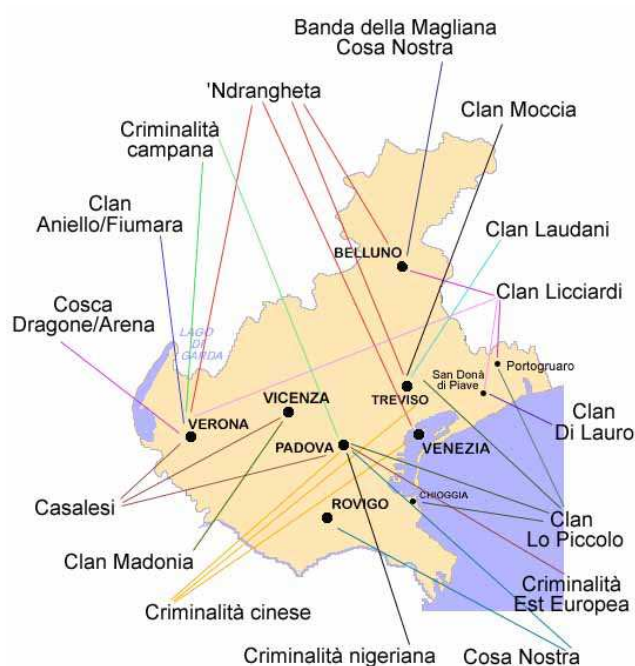 Banda della Magliana
Cosa Nostra
'Ndrangheta
Clan Moccia
Criminalità
campana
Clan
Aniello/Fiumara
Clan Laudani
BELLUNO
Clan Licciardi
Cosca
Dragone/Arena
LAGO
DI
GARDA
Portogruaro
San Donà
di Piave
TREVISO
VICENZA
VERONA
Clan
Di Lauro
PADOVA
VENEZIA
Casalesi
ROVIGO
CHIOGGIA
Clan
Lo Piccolo
Clan Madonia
Criminalità
Est Europea
Criminalità cinese
Criminalità nigeriana
Cosa Nostra